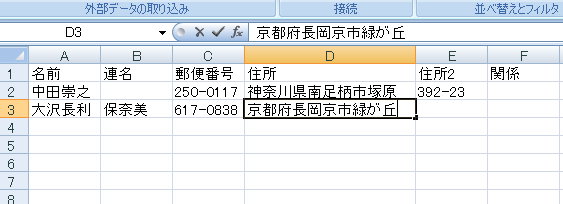 外部データの取り込み 接続 並べ替えとフィルタ
D3 fx 京都府長岡京市緑が丘
A B C D E F
1 名前 連名 郵便番号 住所 住所2 関係
2 中田崇之 250-0117 神奈川県南足柄市塚原 392-23
3 大沢長利 保奈美 617-0838 京都府長岡京市緑が丘
4
5
6
7
8